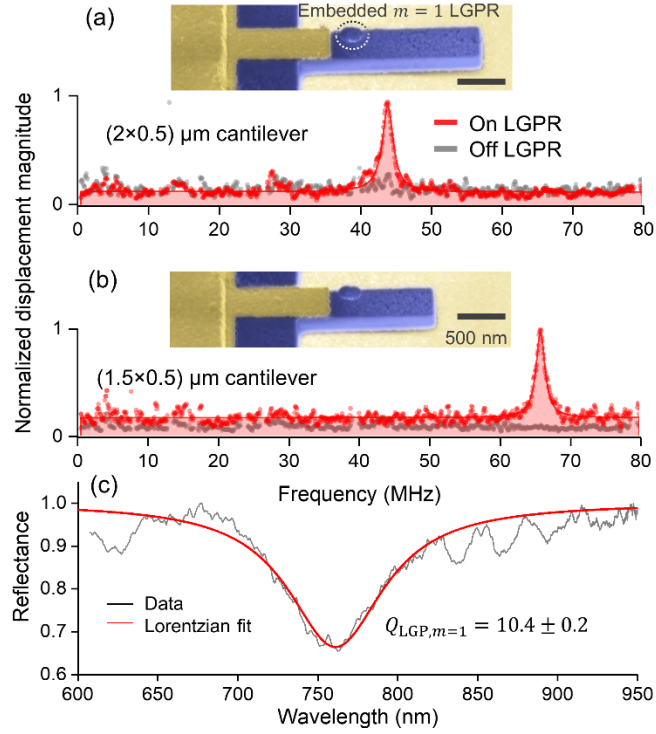 (a)
Embedded m = 1 LGPR
1
(2×0.5) µm cantilever
On LGPR
Off LGPR
0
0 10 20 30 40 50 60 70 80
Normalized displacement magnitude
(b)
500 nm
1
(1.5×0.5) µm cantilever
0
0 10 20 30 40 50 60 70 80
Frequency (MHz)
(c)
1.0
0.9
0.8
0.7
0.6
Reflectance
Data
Lorentzian fit
Q_LGP,m=1 = 10.4 ± 0.2
600 650 700 750 800 850 900 950
Wavelength (nm)